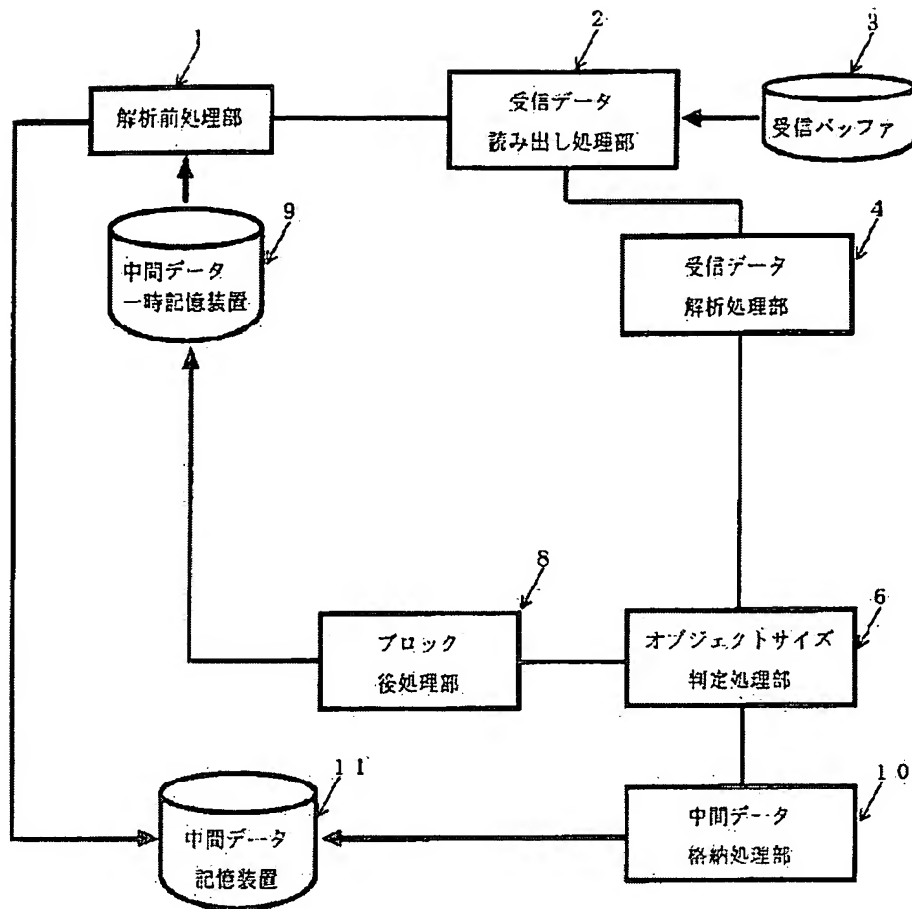 1
2
3
解析前処理部
受信データ
読み出し処理部
受信バッファ
9
4
中間データ
一時記憶装置
受信データ
解析処理部
8
6
ブロック
後処理部
オブジェクトサイズ
判定処理部
11
10
中間データ
記憶装置
中間データ
格納処理部